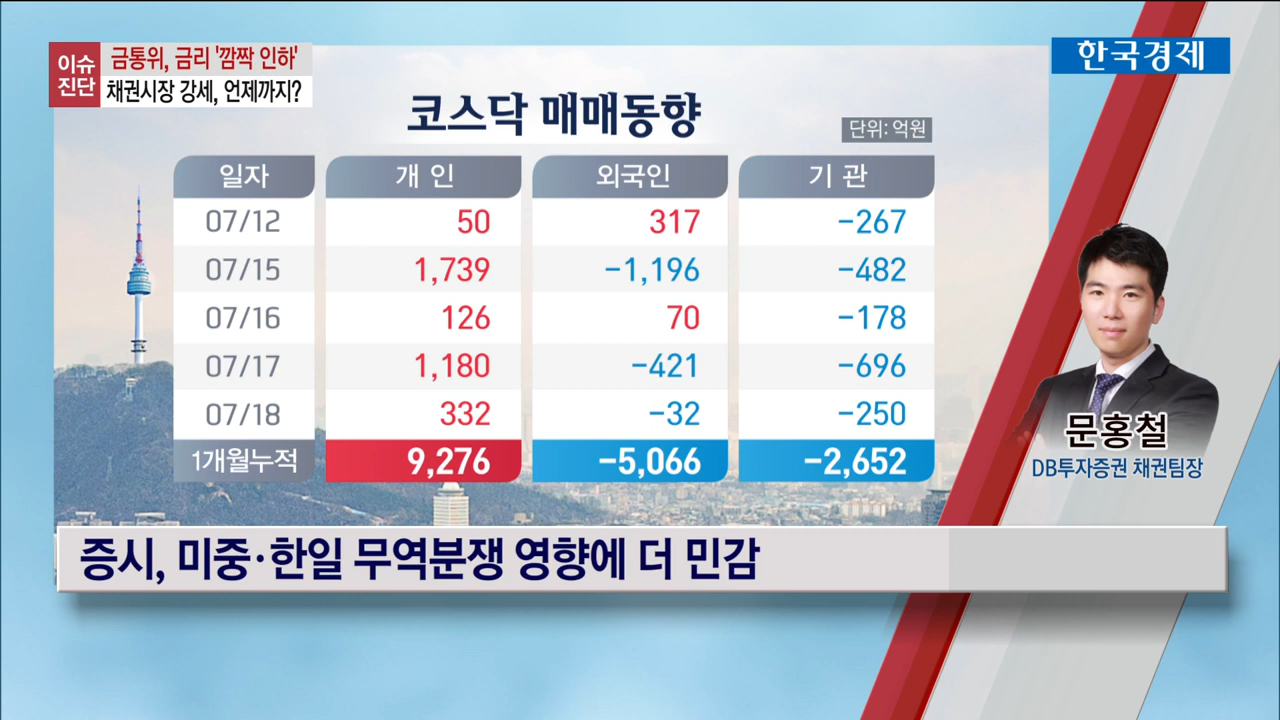 이슈
진단
금통위, 금리 '깜짝 인하'
채권시장 강세, 언제까지?
한국경제
코스닥 매매동향
단위: 억원
일자 개인 외국인 기관
07/12 50 317 -267
07/15 1,739 -1,196 -482
07/16 126 70 -178
07/17 1,180 -421 -696
07/18 332 -32 -250
1개월누적 9,276 -5,066 -2,652
문홍철
DB투자증권 채권팀장
증시, 미중·한일 무역분쟁 영향에 더 민감